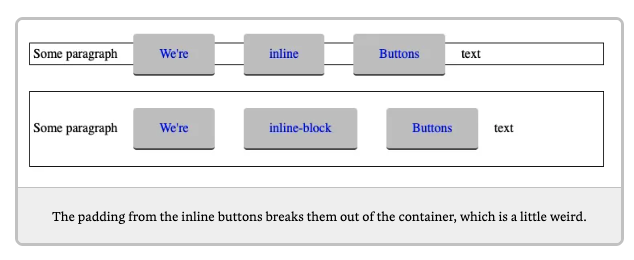 Some paragraph We're inline Buttons text
Some paragraph We're inline-block Buttons text
The padding from the inline buttons breaks them out of the container, which is a little weird.